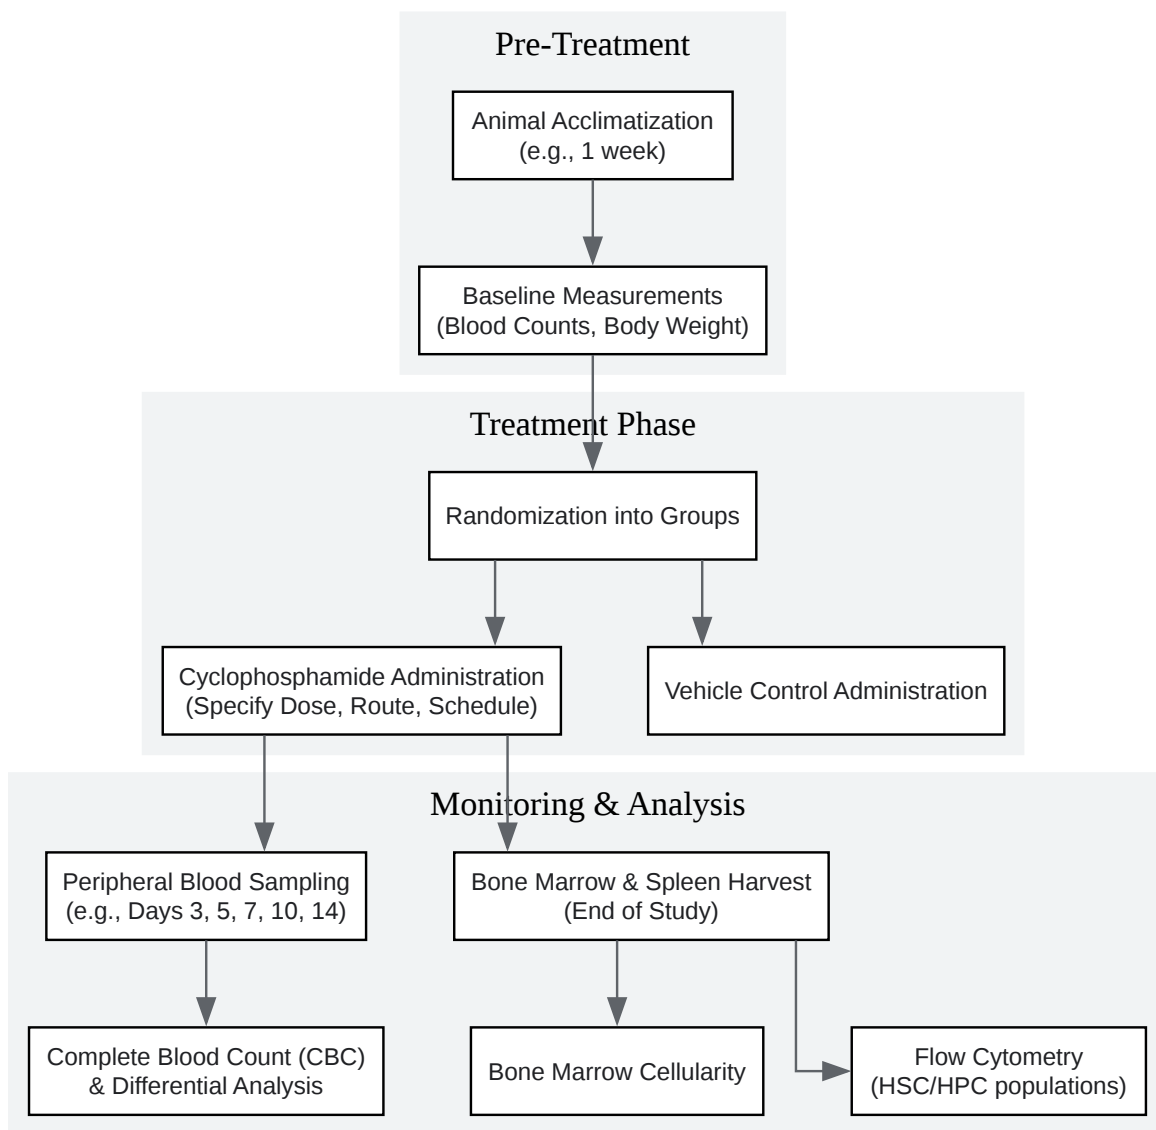 Pre-Treatment
Animal Acclimatization
(e.g., 1 week)
Baseline Measurements
(Blood Counts, Body Weight)
Treatment Phase
Randomization into Groups
Cyclophosphamide Administration
(Specify Dose, Route, Schedule)
Vehicle Control Administration
Monitoring & Analysis
Peripheral Blood Sampling
(e.g., Days 3, 5, 7, 10, 14)
Bone Marrow & Spleen Harvest
(End of Study)
Complete Blood Count (CBC)
& Differential Analysis
Bone Marrow Cellularity
Flow Cytometry
(HSC/HPC populations)